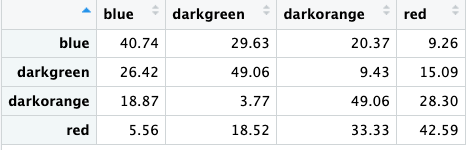 blue darkgreen darkorange red
blue 40.74 29.63 20.37 9.26
darkgreen 26.42 49.06 9.43 15.09
darkorange 18.87 3.77 49.06 28.30
red 5.56 18.52 33.33 42.59